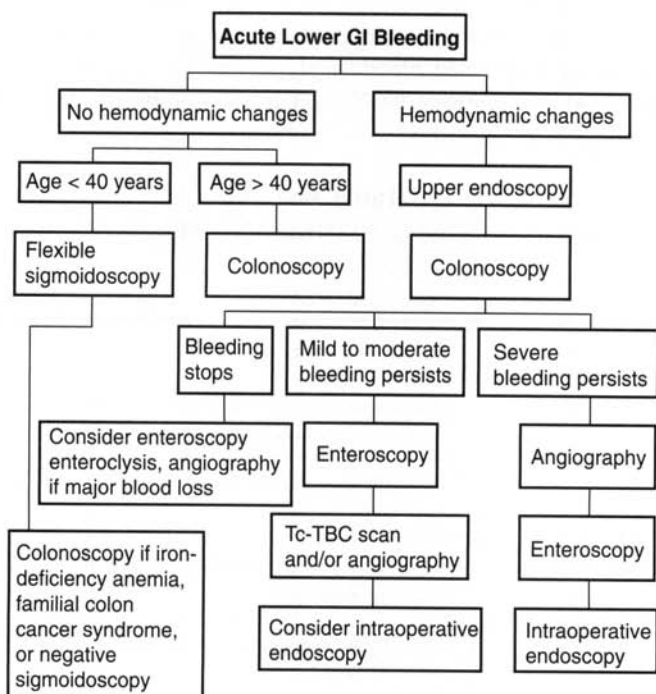 Acute Lower GI Bleeding
No hemodynamic changes
Hemodynamic changes
Age < 40 years
Age > 40 years
Upper endoscopy
Flexible
sigmoidoscopy
Colonoscopy
Colonoscopy
Bleeding
stops
Mild to moderate
bleeding persists
Severe
bleeding persists
Consider enteroscopy
enteroclysis, angiography
if major blood loss
Enteroscopy
Angiography
Colonoscopy if iron-
deficiency anemia,
familial colon
cancer syndrome,
or negative
sigmoidoscopy
Tc-TBC scan
and/or angiography
Enteroscopy
Consider intraoperative
endoscopy
Intraoperative
endoscopy